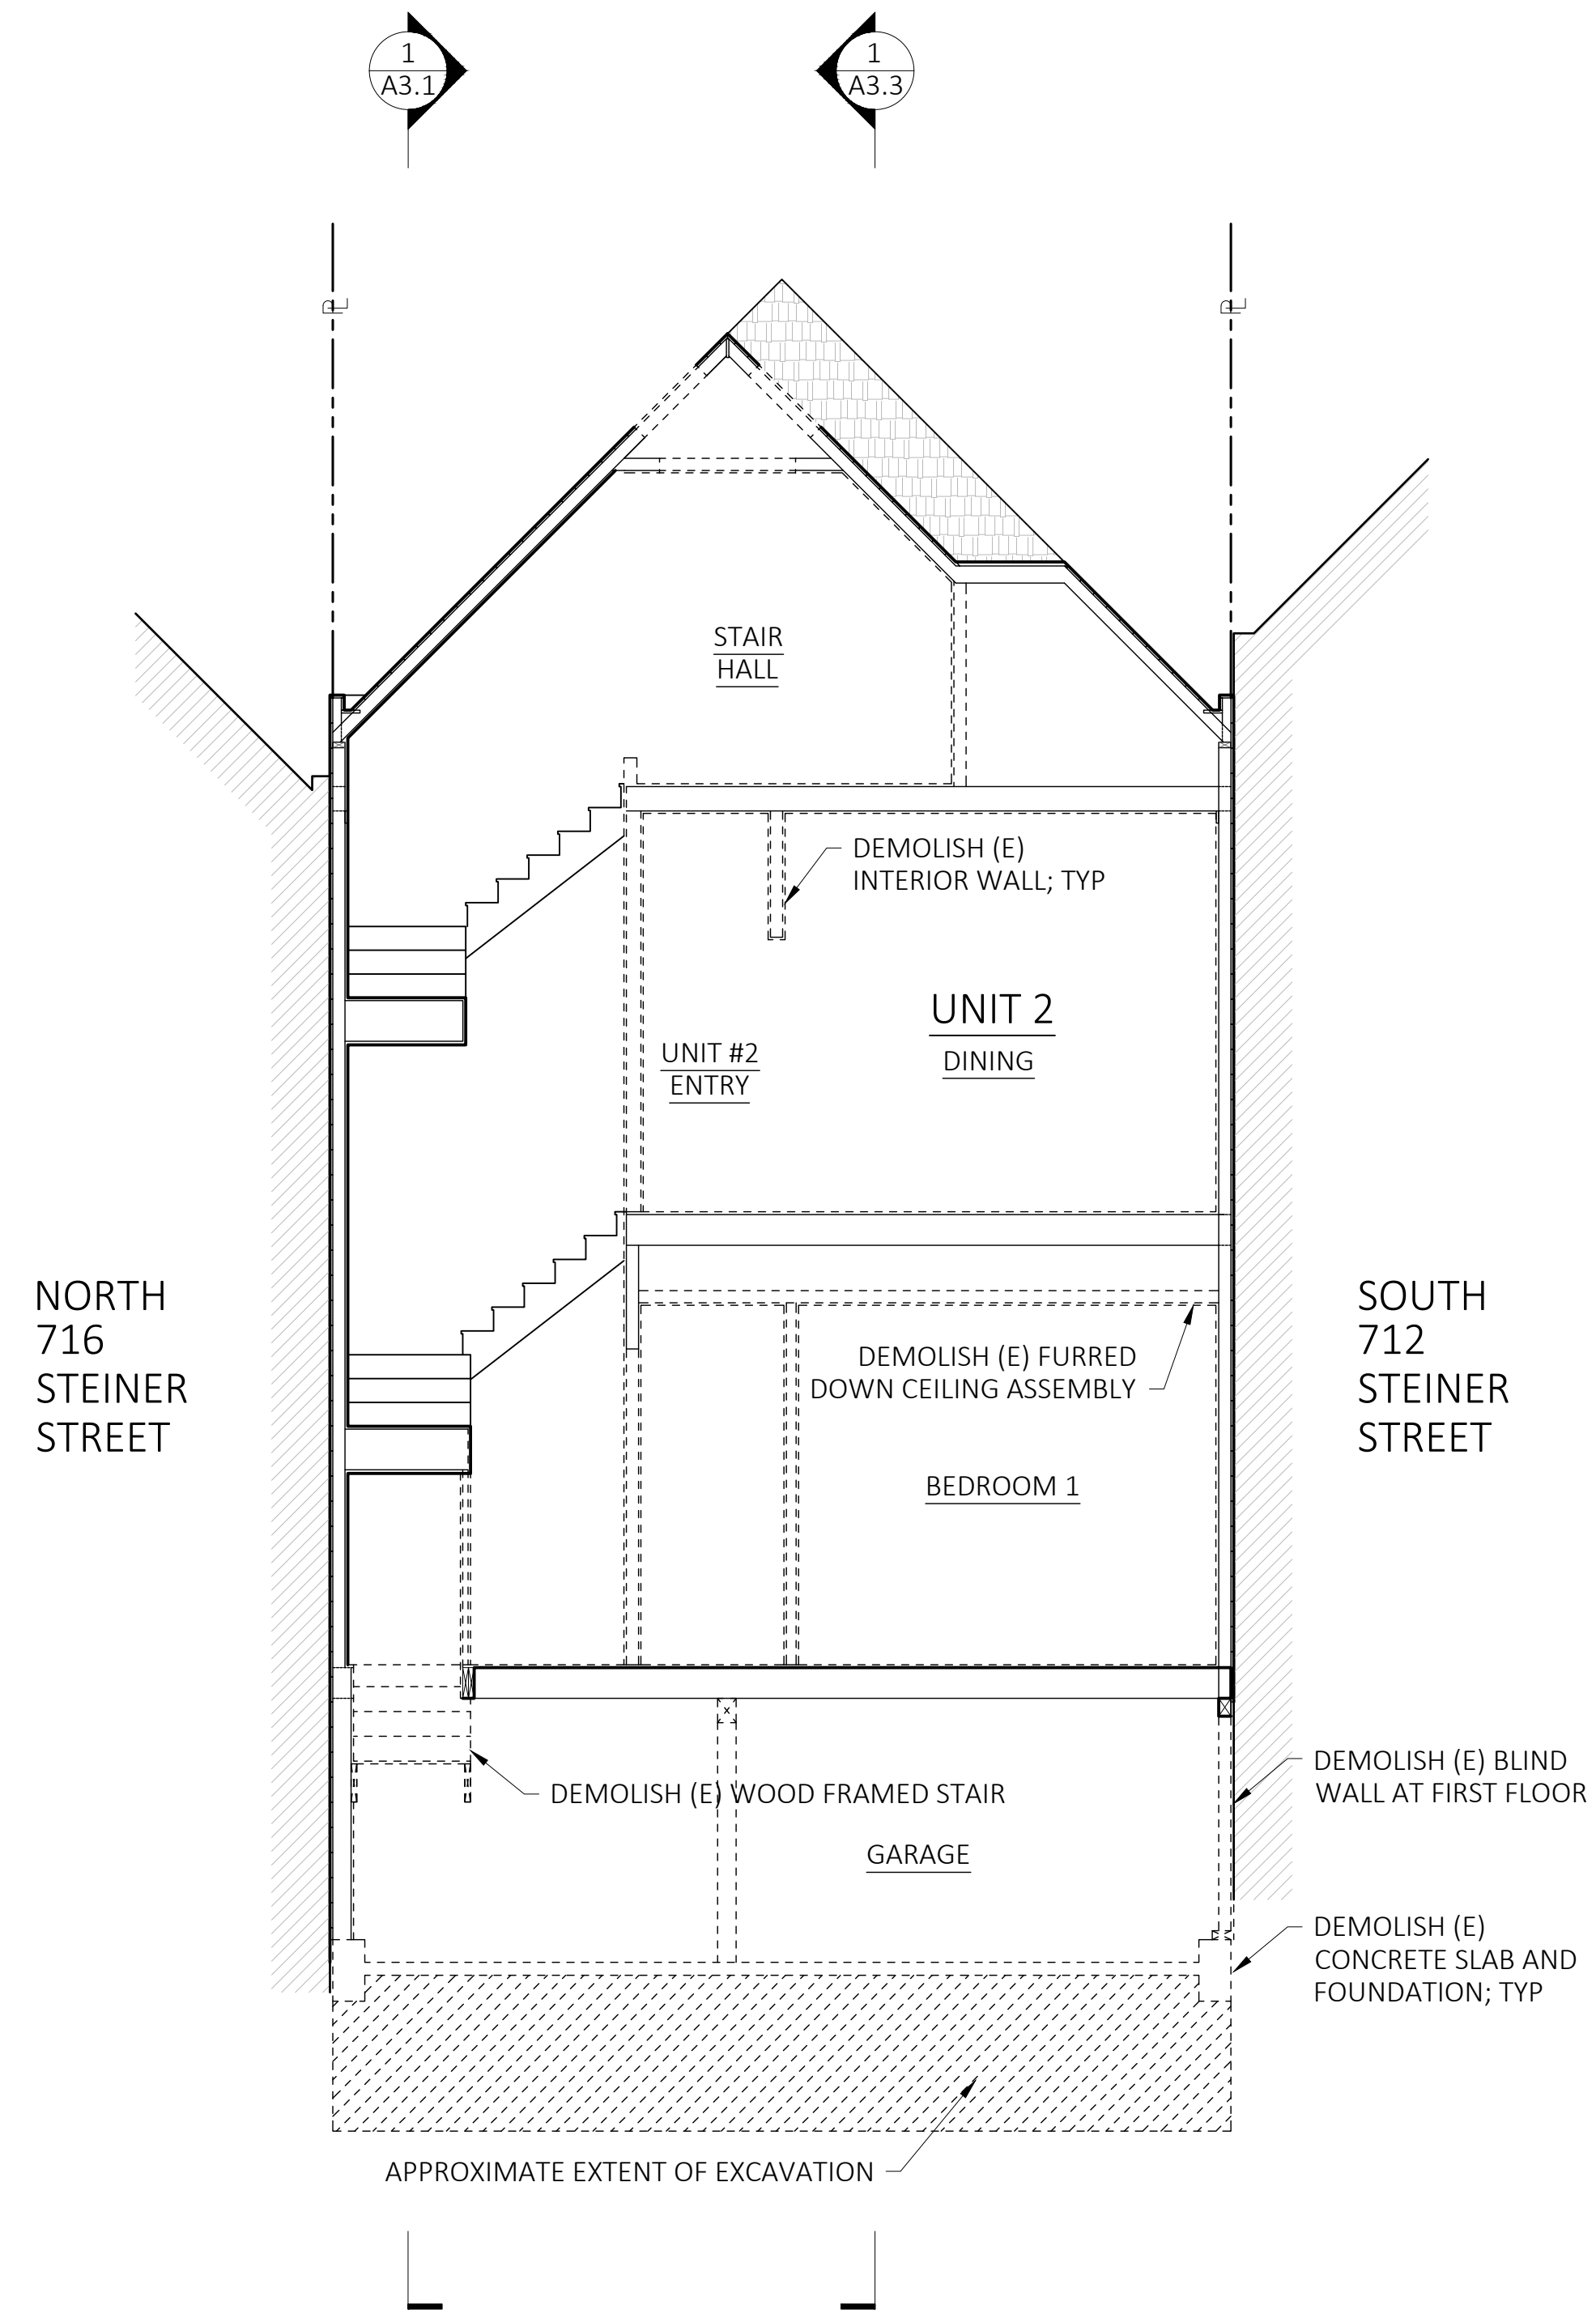 1
A3.1
1
A3.3
PL
PL
STAIR
HALL
DEMOLISH (E)
INTERIOR WALL; TYP
UNIT 2
DINING
UNIT #2
ENTRY
NORTH
716
STEINER
STREET
SOUTH
712
STEINER
STREET
DEMOLISH (E) FURRED
DOWN CEILING ASSEMBLY
BEDROOM 1
DEMOLISH (E) BLIND
WALL AT FIRST FLOOR
DEMOLISH (E) WOOD FRAMED STAIR
GARAGE
DEMOLISH (E)
CONCRETE SLAB AND
FOUNDATION; TYP
APPROXIMATE EXTENT OF EXCAVATION